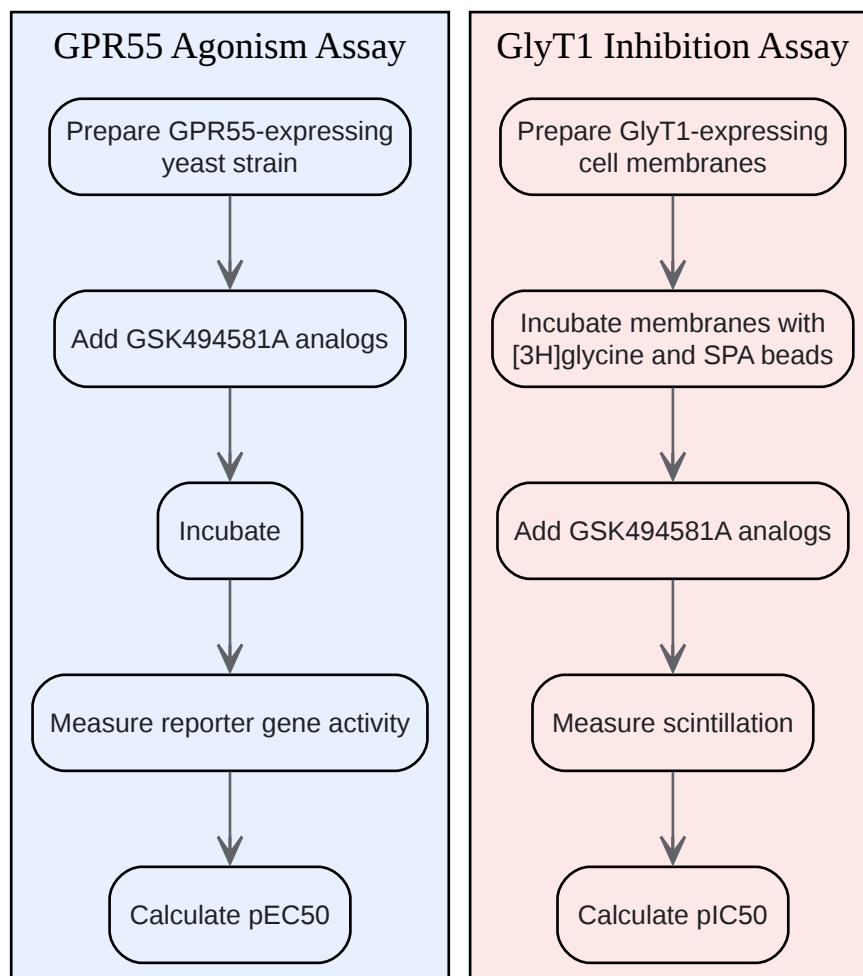 GPR55 Agonism Assay
Prepare GPR55-expressing
yeast strain
Add GSK494581A analogs
Incubate
Measure reporter gene activity
Calculate pEC50
GlyT1 Inhibition Assay
Prepare GlyT1-expressing
cell membranes
Incubate membranes with
[3H]glycine and SPA beads
Add GSK494581A analogs
Measure scintillation
Calculate pIC50